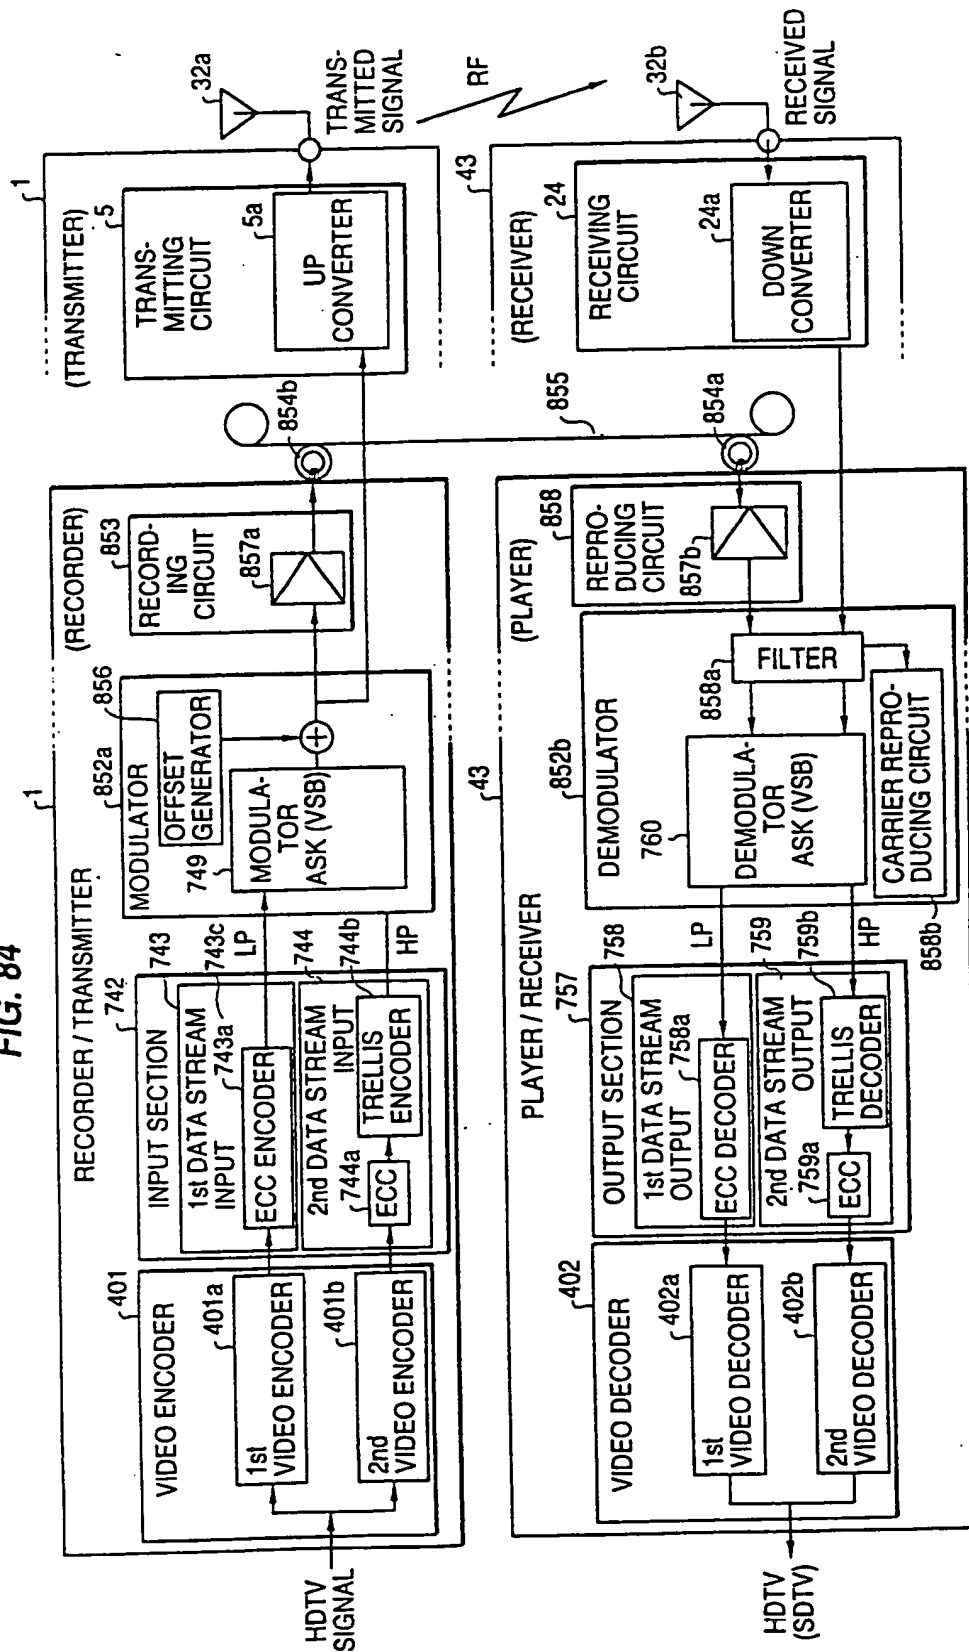 FIG. 84
RECORDER / TRANSMITTER
1
HDTV
SIGNAL
401
VIDEO ENCODER
401a
1st
VIDEO ENCODER
401b
2nd
VIDEO ENCODER
742
INPUT SECTION
743
1st DATA STREAM
INPUT
743c
743a
ECC ENCODER
LP
744
2nd DATA STREAM
INPUT
744a
ECC
744b
TRELLIS
ENCODER
HP
852a
MODULATOR
856
OFFSET
GENERATOR
749
MODULA-
TOR
ASK (VSB)
(RECORDER)
853
RECORD-
ING
CIRCUIT
857a
854b
855
(TRANSMITTER)
1
5
TRANS-
MITTING
CIRCUIT
5a
UP
CONVERTER
32a
TRANS-
MITTED
SIGNAL
RF
PLAYER / RECEIVER
43
HDTV
(SDTV)
402
VIDEO DECODER
402a
1st
VIDEO DECODER
402b
2nd
VIDEO DECODER
757
OUTPUT SECTION
758
1st DATA STREAM
OUTPUT
758a
ECC DECODER
LP
759
2nd DATA STREAM
OUTPUT
759a
ECC
759b
TRELLIS
DECODER
HP
852b
DEMODULATOR
760
DEMODULA-
TOR
ASK (VSB)
858a
FILTER
858b
CARRIER REPRO-
DUCING CIRCUIT
(PLAYER)
858
REPRO-
DUCING
CIRCUIT
857b
854a
(RECEIVER)
43
24
RECEIVING
CIRCUIT
24a
DOWN
CONVERTER
32b
RECEIVED
SIGNAL